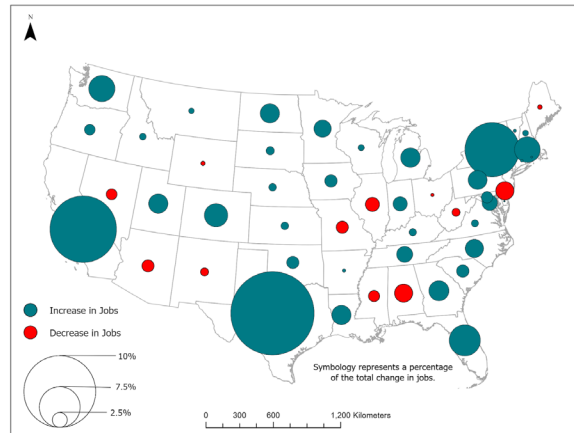 N
Increase in Jobs
Decrease in Jobs
10%
7.5%
2.5%
Symbology represents a percentage
of the total change in jobs.
0 300 600 1,200 Kilometers